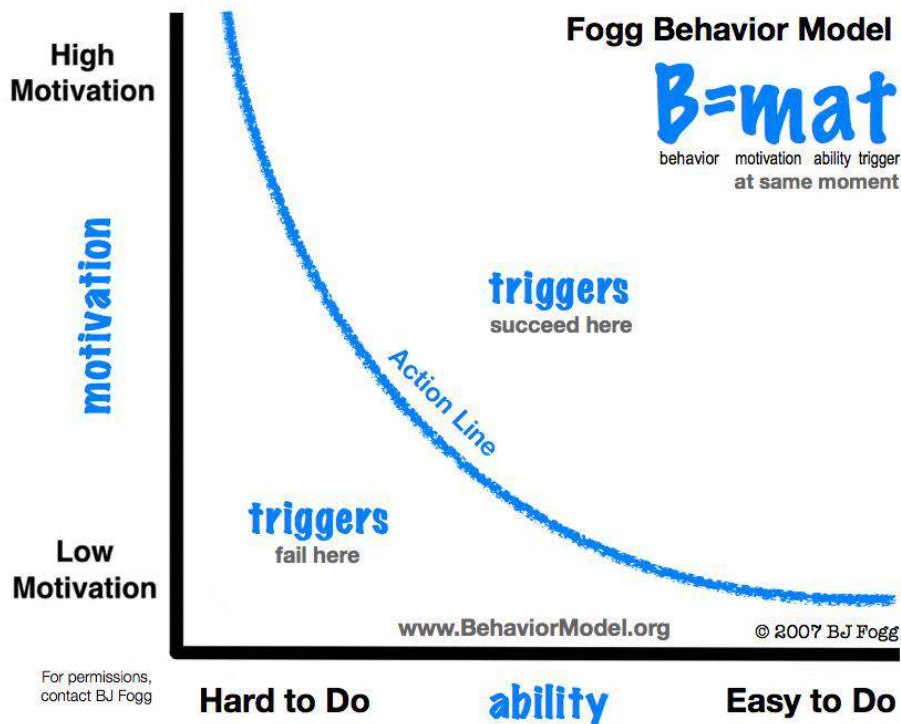 Fogg Behavior Model
B=mat
behavior motivation ability trigger
at same moment
High
Motivation
motivation
triggers
succeed here
Action Line
triggers
fail here
Low
Motivation
www.BehaviorModel.org
© 2007 BJ Fogg
For permissions,
contact BJ Fogg
Hard to Do
ability
Easy to Do